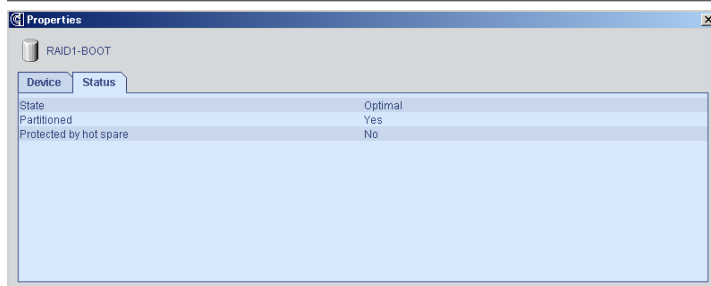 Properties
RAID1-BOOT
Device Status
State Optimal
Partitioned Yes
Protected by hot spare No